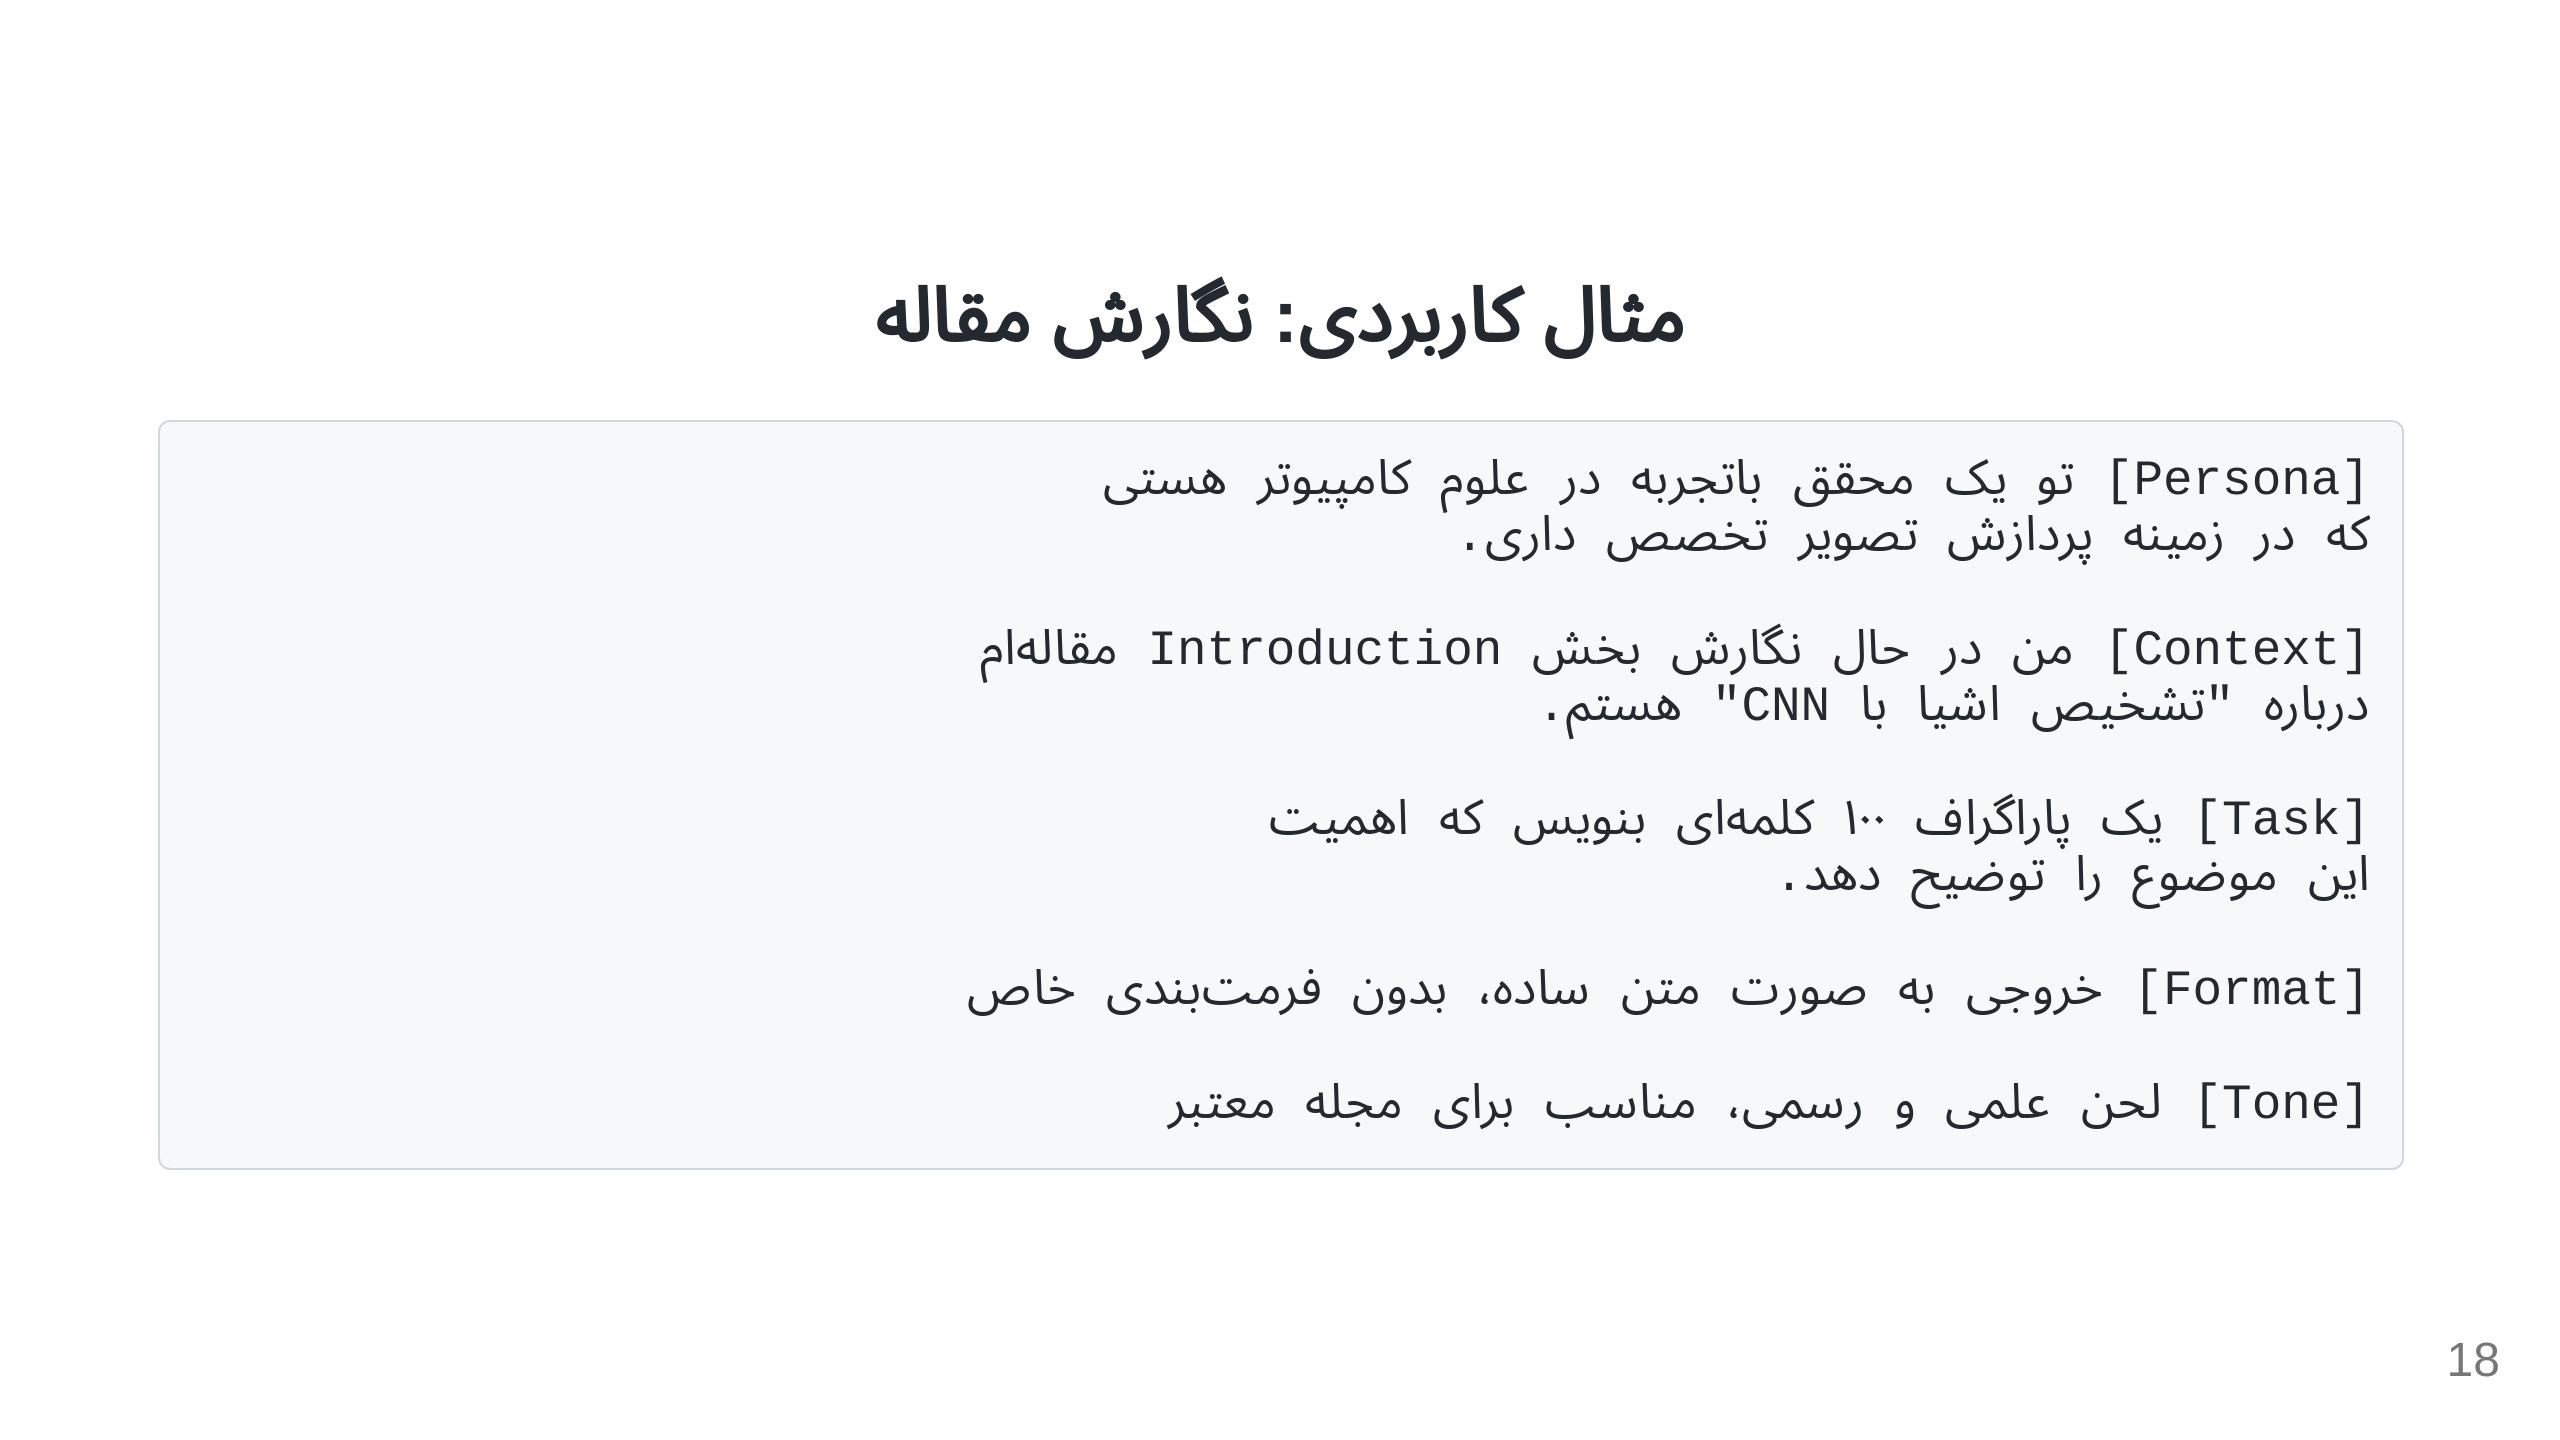 مثال کاربردی: نگارش مقاله
[Persona] تو یک محقق باتجربه در علوم کامپیوتر هستی
که در زمینه پردازش تصویر تخصص داری.
[Context] من در حال نگارش بخش Introduction مقاله‌ام
درباره "تشخیص اشیا با CNN" هستم.
[Task] یک پاراگراف ۱۰۰ کلمه‌ای بنویس که اهمیت
این موضوع را توضیح دهد.
[Format] خروجی به صورت متن ساده، بدون فرمت‌بندی خاص
[Tone] لحن علمی و رسمی، مناسب برای مجله معتبر
18